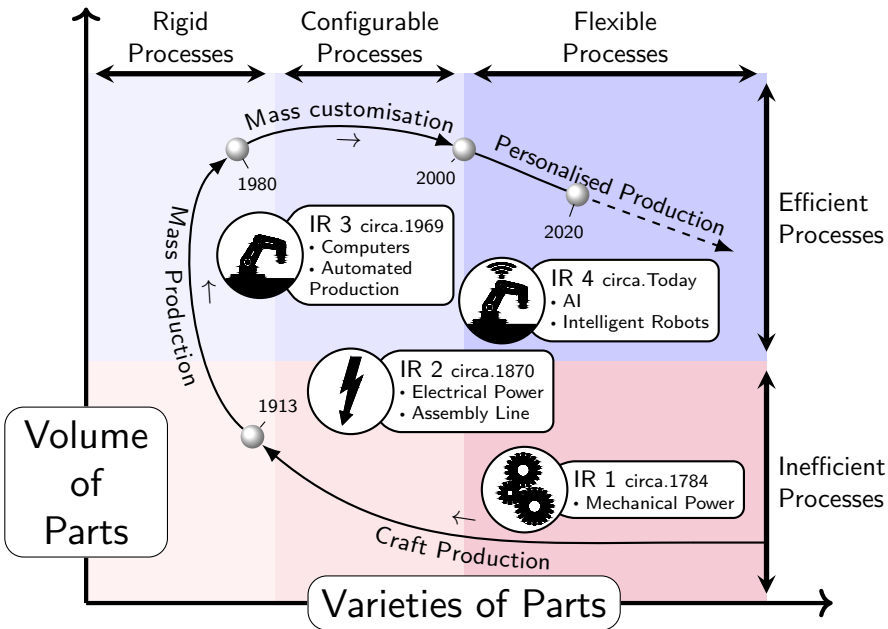 Rigid
Processes
Configurable
Processes
Flexible
Processes
Mass customisation
→
1980
2000
Personalised Production
2020
Efficient
Processes
Mass Production
→
IR 3 circa.1969
• Computers
• Automated
Production
IR 4 circa.Today
• AI
• Intelligent Robots
IR 2 circa.1870
• Electrical Power
• Assembly Line
1913
Volume
of
Parts
IR 1 circa.1784
• Mechanical Power
Inefficient
Processes
←
Craft Production
Varieties of Parts